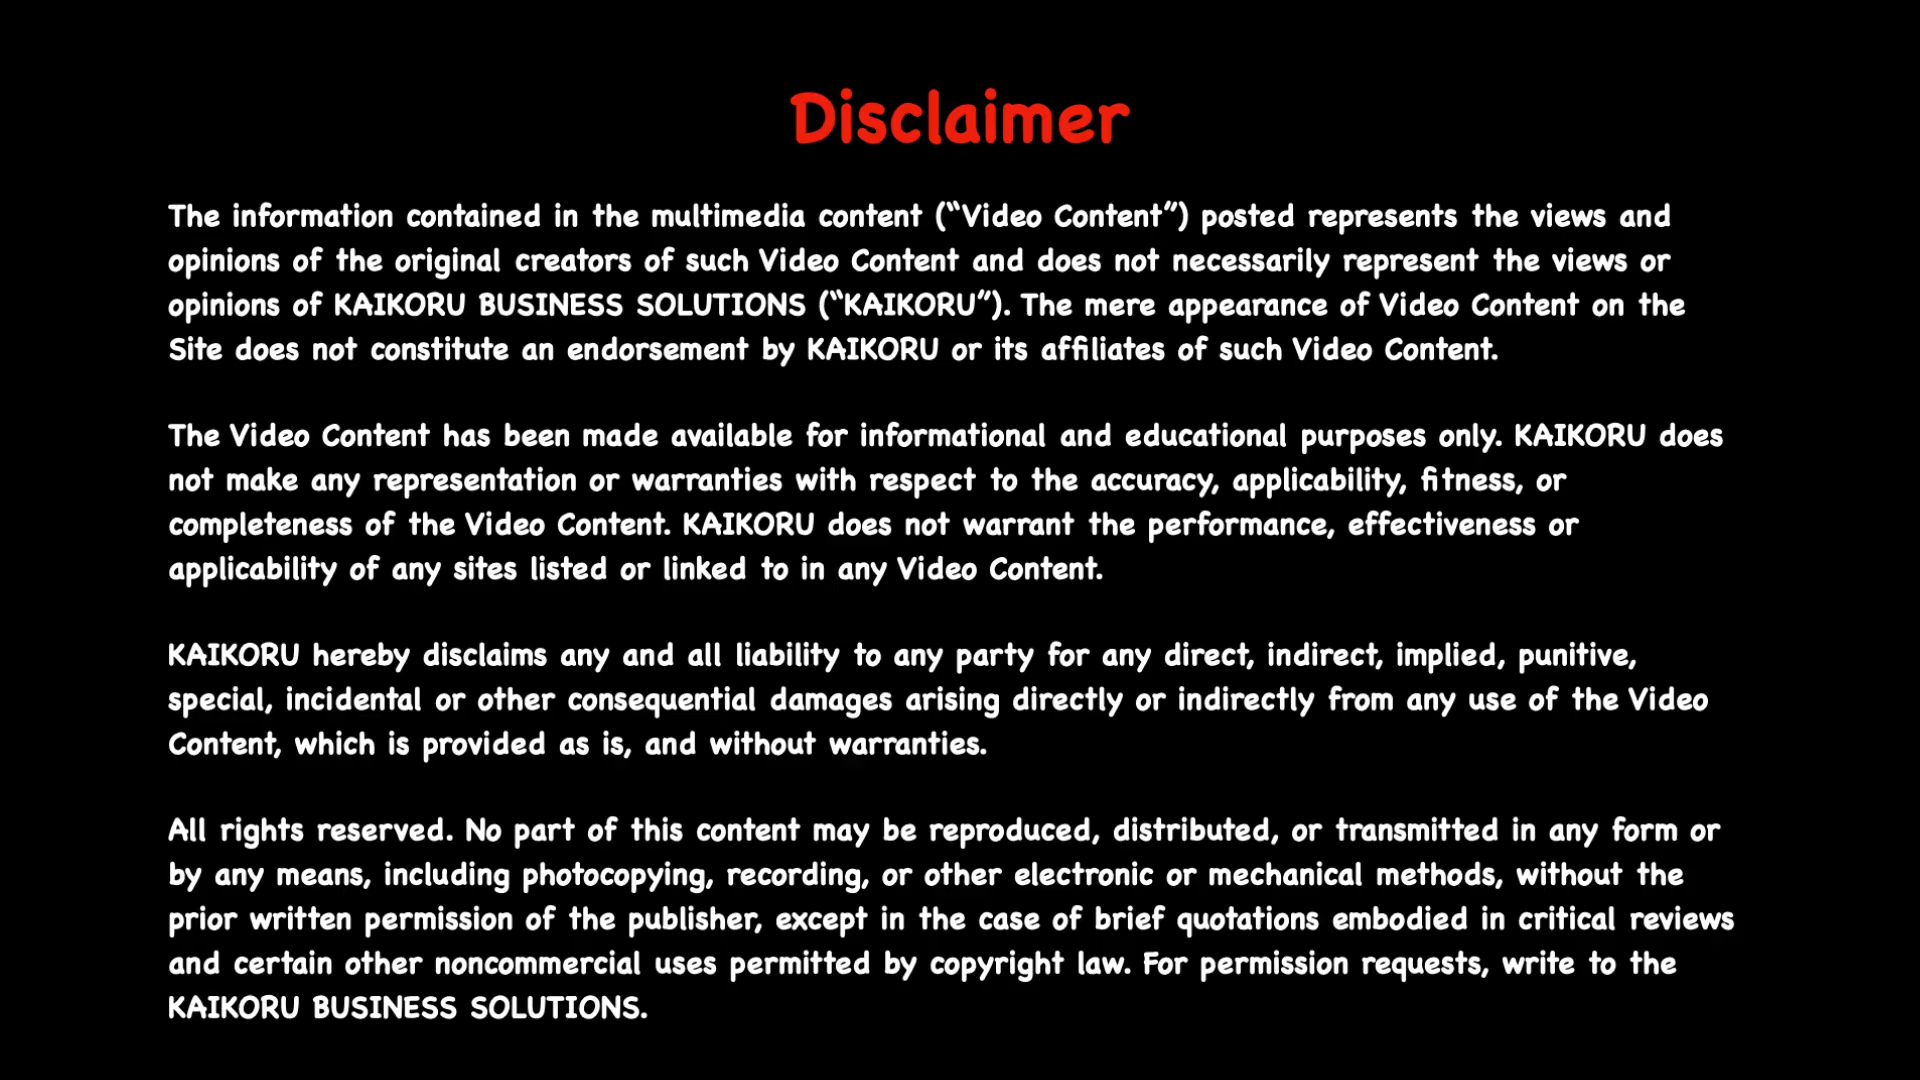 Disclaimer
The information contained in the multimedia content (“Video Content”) posted represents the views and
opinions of the original creators of such Video Content and does not necessarily represent the views or
opinions of KAIKORU BUSINESS SOLUTIONS (“KAIKORU”). The mere appearance of Video Content on the
Site does not constitute an endorsement by KAIKORU or its affiliates of such Video Content.
The Video Content has been made available for informational and educational purposes only. KAIKORU does
not make any representation or warranties with respect to the accuracy, applicability, fitness, or
completeness of the Video Content. KAIKORU does not warrant the performance, effectiveness or
applicability of any sites listed or linked to in any Video Content.
KAIKORU hereby disclaims any and all liability to any party for any direct, indirect, implied, punitive,
special, incidental or other consequential damages arising directly or indirectly from any use of the Video
Content, which is provided as is, and without warranties.
All rights reserved. No part of this content may be reproduced, distributed, or transmitted in any form or
by any means, including photocopying, recording, or other electronic or mechanical methods, without the
prior written permission of the publisher, except in the case of brief quotations embodied in critical reviews
and certain other noncommercial uses permitted by copyright law. For permission requests, write to the
KAIKORU BUSINESS SOLUTIONS.